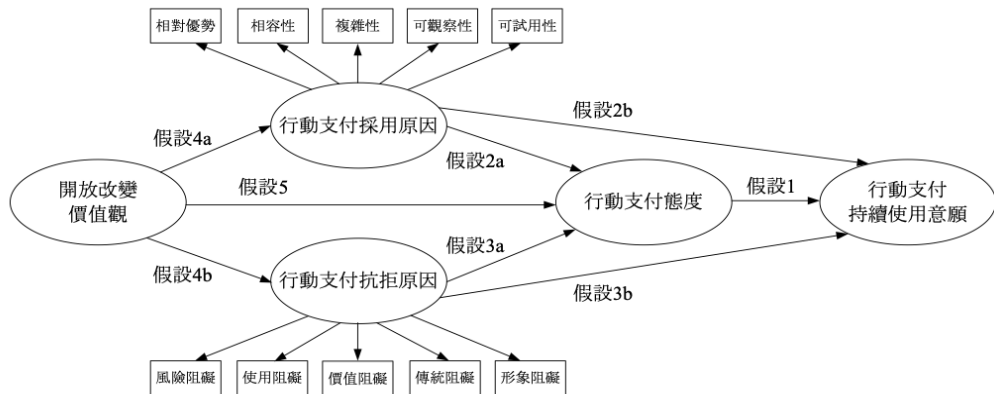 相對優勢
相容性
複雜性
可觀察性
可試用性
行動支付採用原因
假設2b
假設4a
假設2a
開放改變
價值觀
假設5
行動支付態度
假設1
行動支付
持續使用意願
假設3a
假設4b
行動支付抗拒原因
假設3b
風險阻礙
使用阻礙
價值阻礙
傳統阻礙
形象阻礙